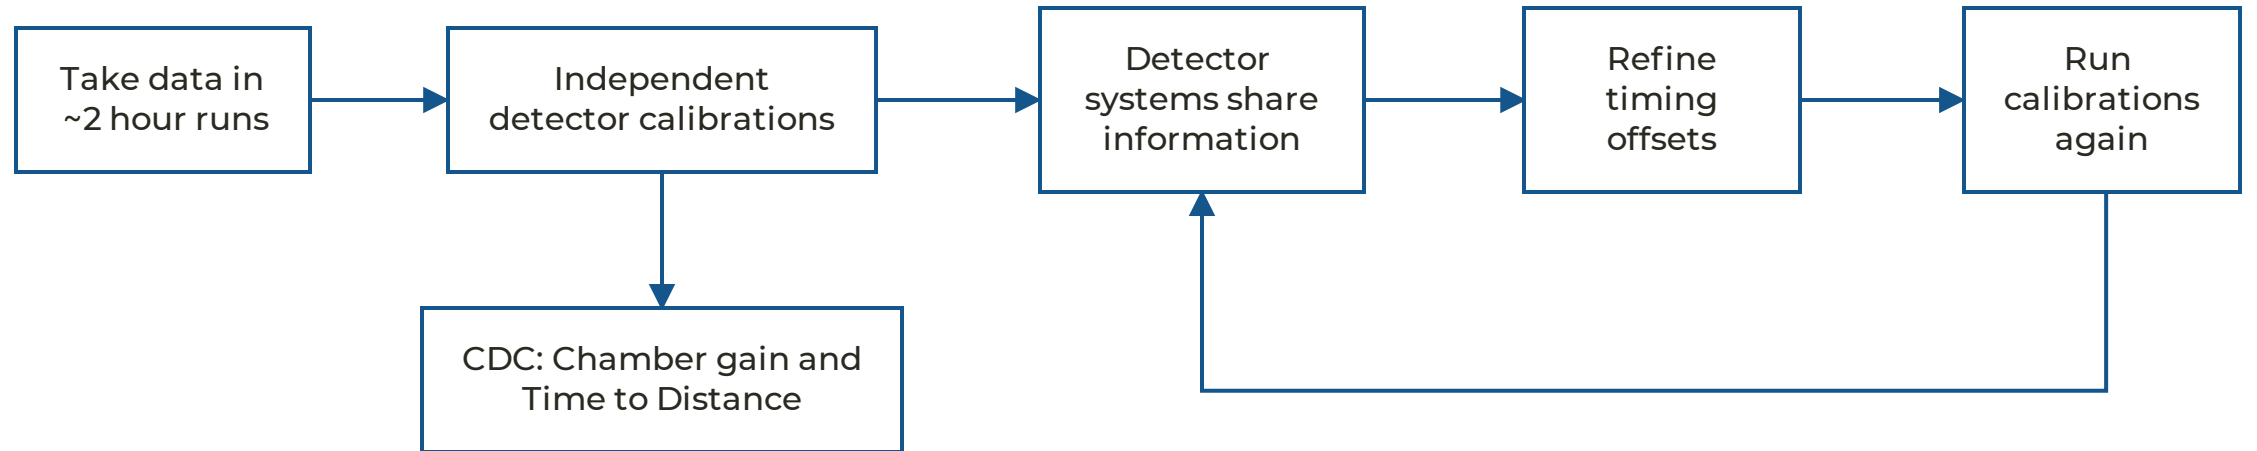 Take data in
~2 hour runs
Independent
detector calibrations
Detector
systems share
information
Refine
timing
offsets
Run
calibrations
again
CDC: Chamber gain and
Time to Distance